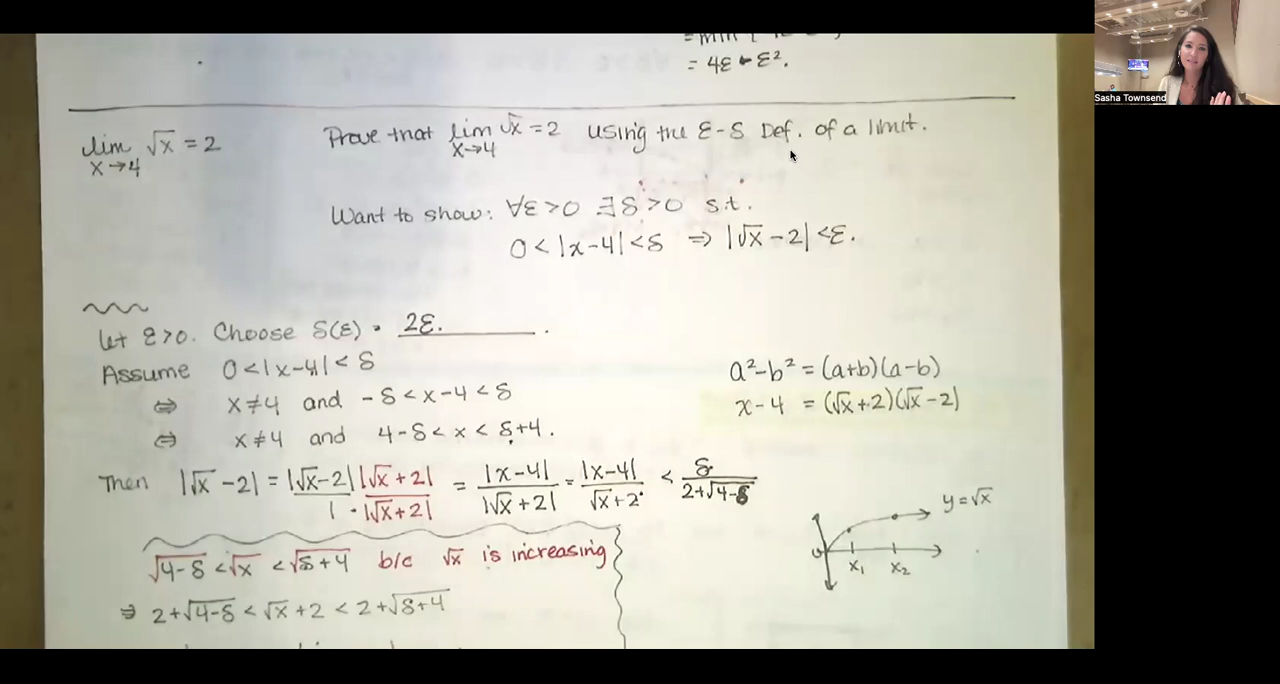 = 4ε - ε².
lim √x = 2
x→4
Prove that lim √x = 2 using the ε-δ Def. of a limit.
x→4
Want to show: ∀ε>0 ∃δ>0 s.t.
0<|x-4|<δ ⇒ |√x-2|<ε.
Let ε>0. Choose δ(ε) = 2ε.
Assume 0<|x-4|<δ
⇔ x≠4 and -δ<x-4<δ
⇔ x≠4 and 4-δ<x<δ+4.
a²-b² = (a+b)(a-b)
x-4 = (√x+2)(√x-2)
Then |√x-2| = |√x-2|/1 · |√x+2|/|√x+2| = |x-4|/|√x+2| = |x-4|/√x+2 < δ/2+√4-δ
√4-δ < √x < √δ+4 b/c √x is increasing
⇒ 2+√4-δ < √x+2 < 2+√δ+4
y=√x
0
x₁ x₂
Sasha Townsend